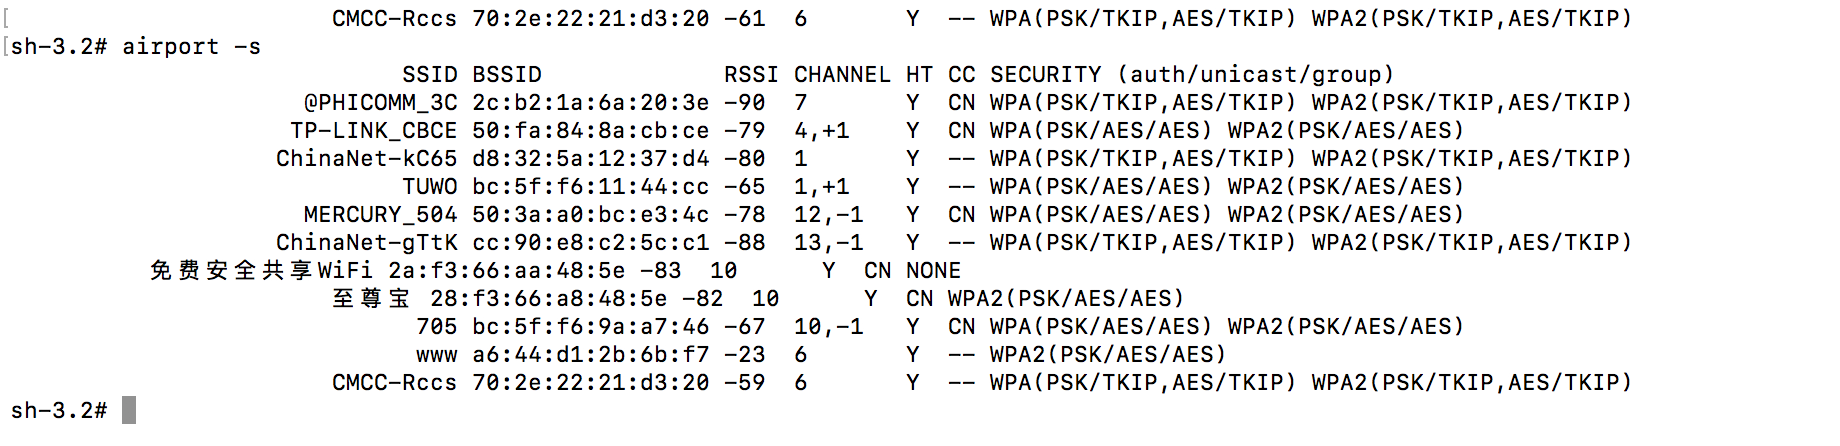 CMCC-Rccs 70:2e:22:21:d3:20 -61 6 Y -- WPA(PSK/TKIP,AES/TKIP) WPA2(PSK/TKIP,AES/TKIP)
[sh-3.2# airport -s
SSID BSSID RSSI CHANNEL HT CC SECURITY (auth/unicast/group)
@PHICOMM_3C 2c:b2:1a:6a:20:3e -90 7 Y CN WPA(PSK/TKIP,AES/TKIP) WPA2(PSK/TKIP,AES/TKIP)
TP-LINK_CBCE 50:fa:84:8a:cb:ce -79 4,+1 Y CN WPA(PSK/AES/AES) WPA2(PSK/AES/AES)
ChinaNet-kC65 d8:32:5a:12:37:d4 -80 1 Y -- WPA(PSK/TKIP,AES/TKIP) WPA2(PSK/TKIP,AES/TKIP)
TUWO bc:5f:f6:11:44:cc -65 1,+1 Y -- WPA(PSK/AES/AES) WPA2(PSK/AES/AES)
MERCURY_504 50:3a:a0:bc:e3:4c -78 12,-1 Y CN WPA(PSK/AES/AES) WPA2(PSK/AES/AES)
ChinaNet-gTtK cc:90:e8:c2:5c:c1 -88 13,-1 Y -- WPA(PSK/TKIP,AES/TKIP) WPA2(PSK/TKIP,AES/TKIP)
免费安全共享WiFi 2a:f3:66:aa:48:5e -83 10 Y CN NONE
至尊宝 28:f3:66:a8:48:5e -82 10 Y CN WPA2(PSK/AES/AES)
705 bc:5f:f6:9a:a7:46 -67 10,-1 Y CN WPA(PSK/AES/AES) WPA2(PSK/AES/AES)
www a6:44:d1:2b:6b:f7 -23 6 Y -- WPA2(PSK/AES/AES)
CMCC-Rccs 70:2e:22:21:d3:20 -59 6 Y -- WPA(PSK/TKIP,AES/TKIP) WPA2(PSK/TKIP,AES/TKIP)
sh-3.2#